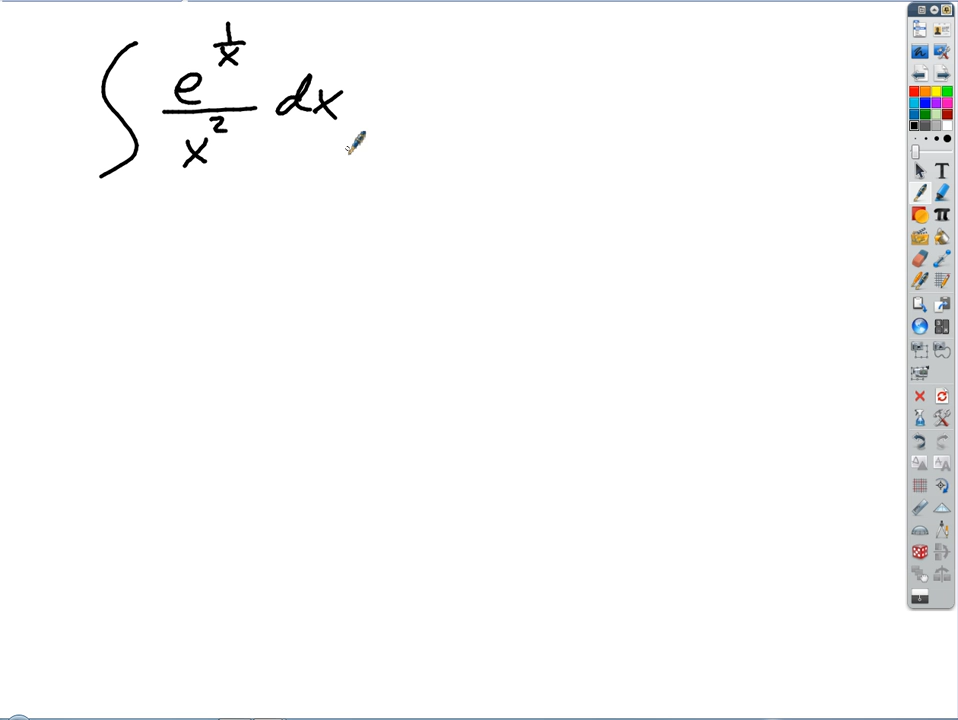 ∫ e^(1/x) / x² dx